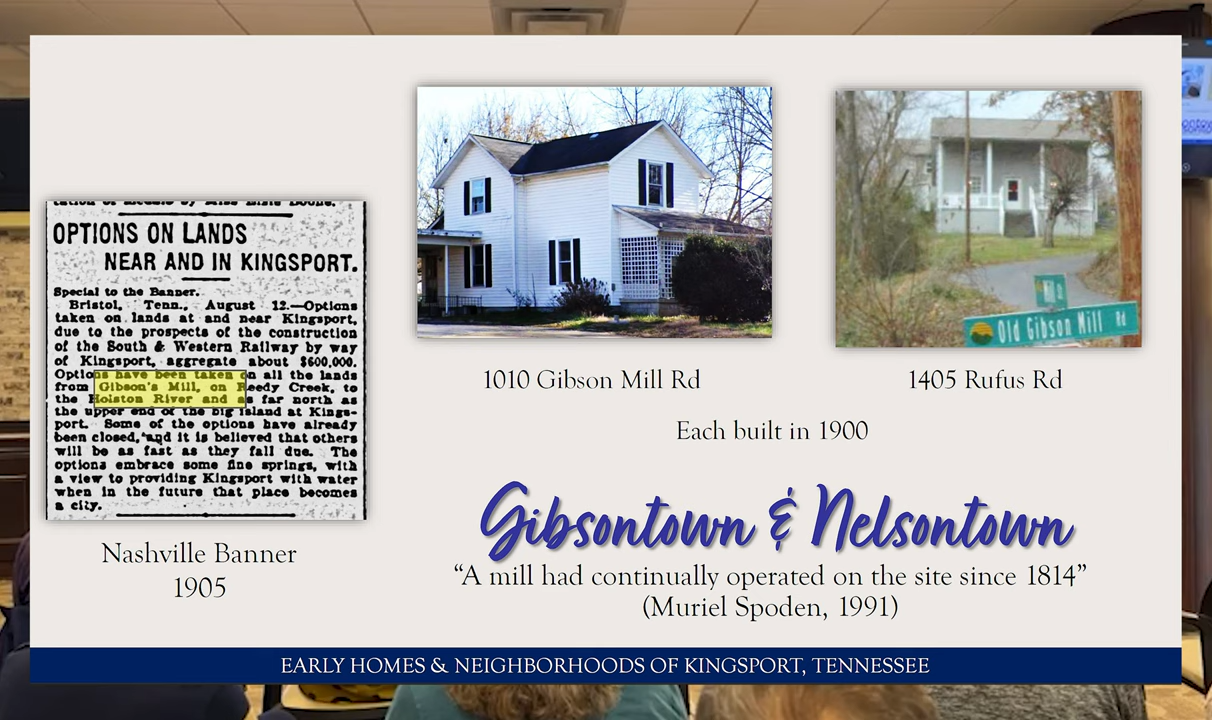 OPTIONS ON LANDS
NEAR AND IN KINGSPORT.
Special to the Banner.
Bristol, Tenn., August 12.—Options
taken on lands at and near Kingsport,
due to the prospects of the construction
of the South & Western Railway by way
of Kingsport, aggregate about $600,000.
Options have been taken on all the lands
from Gibson's Mill, on Reedy Creek, to
the Holston River and as far north as
the upper end of the big island at Kings-
port. Some of the options have already
been closed, and it is believed that others
will be as fast as they fall due. The
options embrace some fine springs, with
a view to providing Kingsport with water
when in the future that place becomes
a city.
Nashville Banner
1905
Old Gibson Mill Rd
1010 Gibson Mill Rd
1405 Rufus Rd
Each built in 1900
Gibsontown & Nelsontown
“A mill had continually operated on the site since 1814”
(Muriel Spoden, 1991)
EARLY HOMES & NEIGHBORHOODS OF KINGSPORT, TENNESSEE